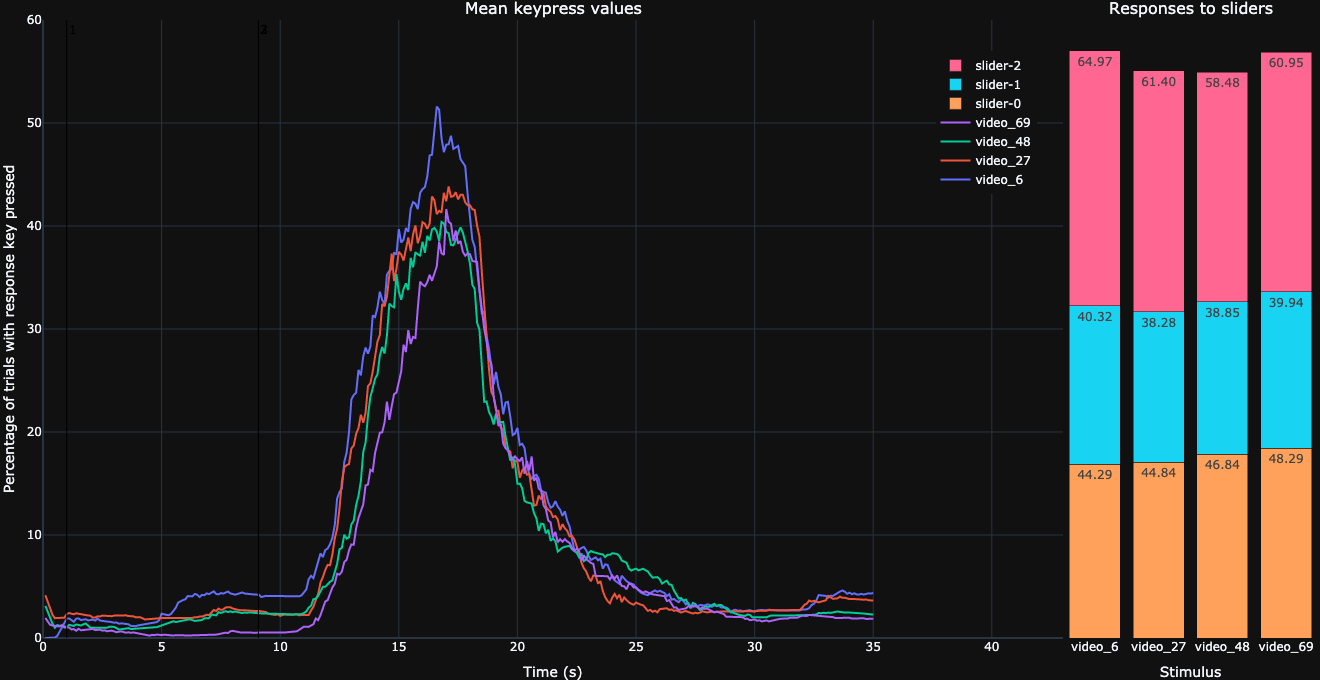 Mean keypress values
Responses to sliders
Percentage of trials with response key pressed
60
50
40
30
20
10
0
1
3
slider-2
slider-1
slider-0
video_69
video_48
video_27
video_6
0 5 10 15 20 25 30 35 40
Time (s)
64.97 61.40 58.48 60.95
40.32 38.28 38.85 39.94
44.29 44.84 46.84 48.29
video_6 video_27 video_48 video_69
Stimulus